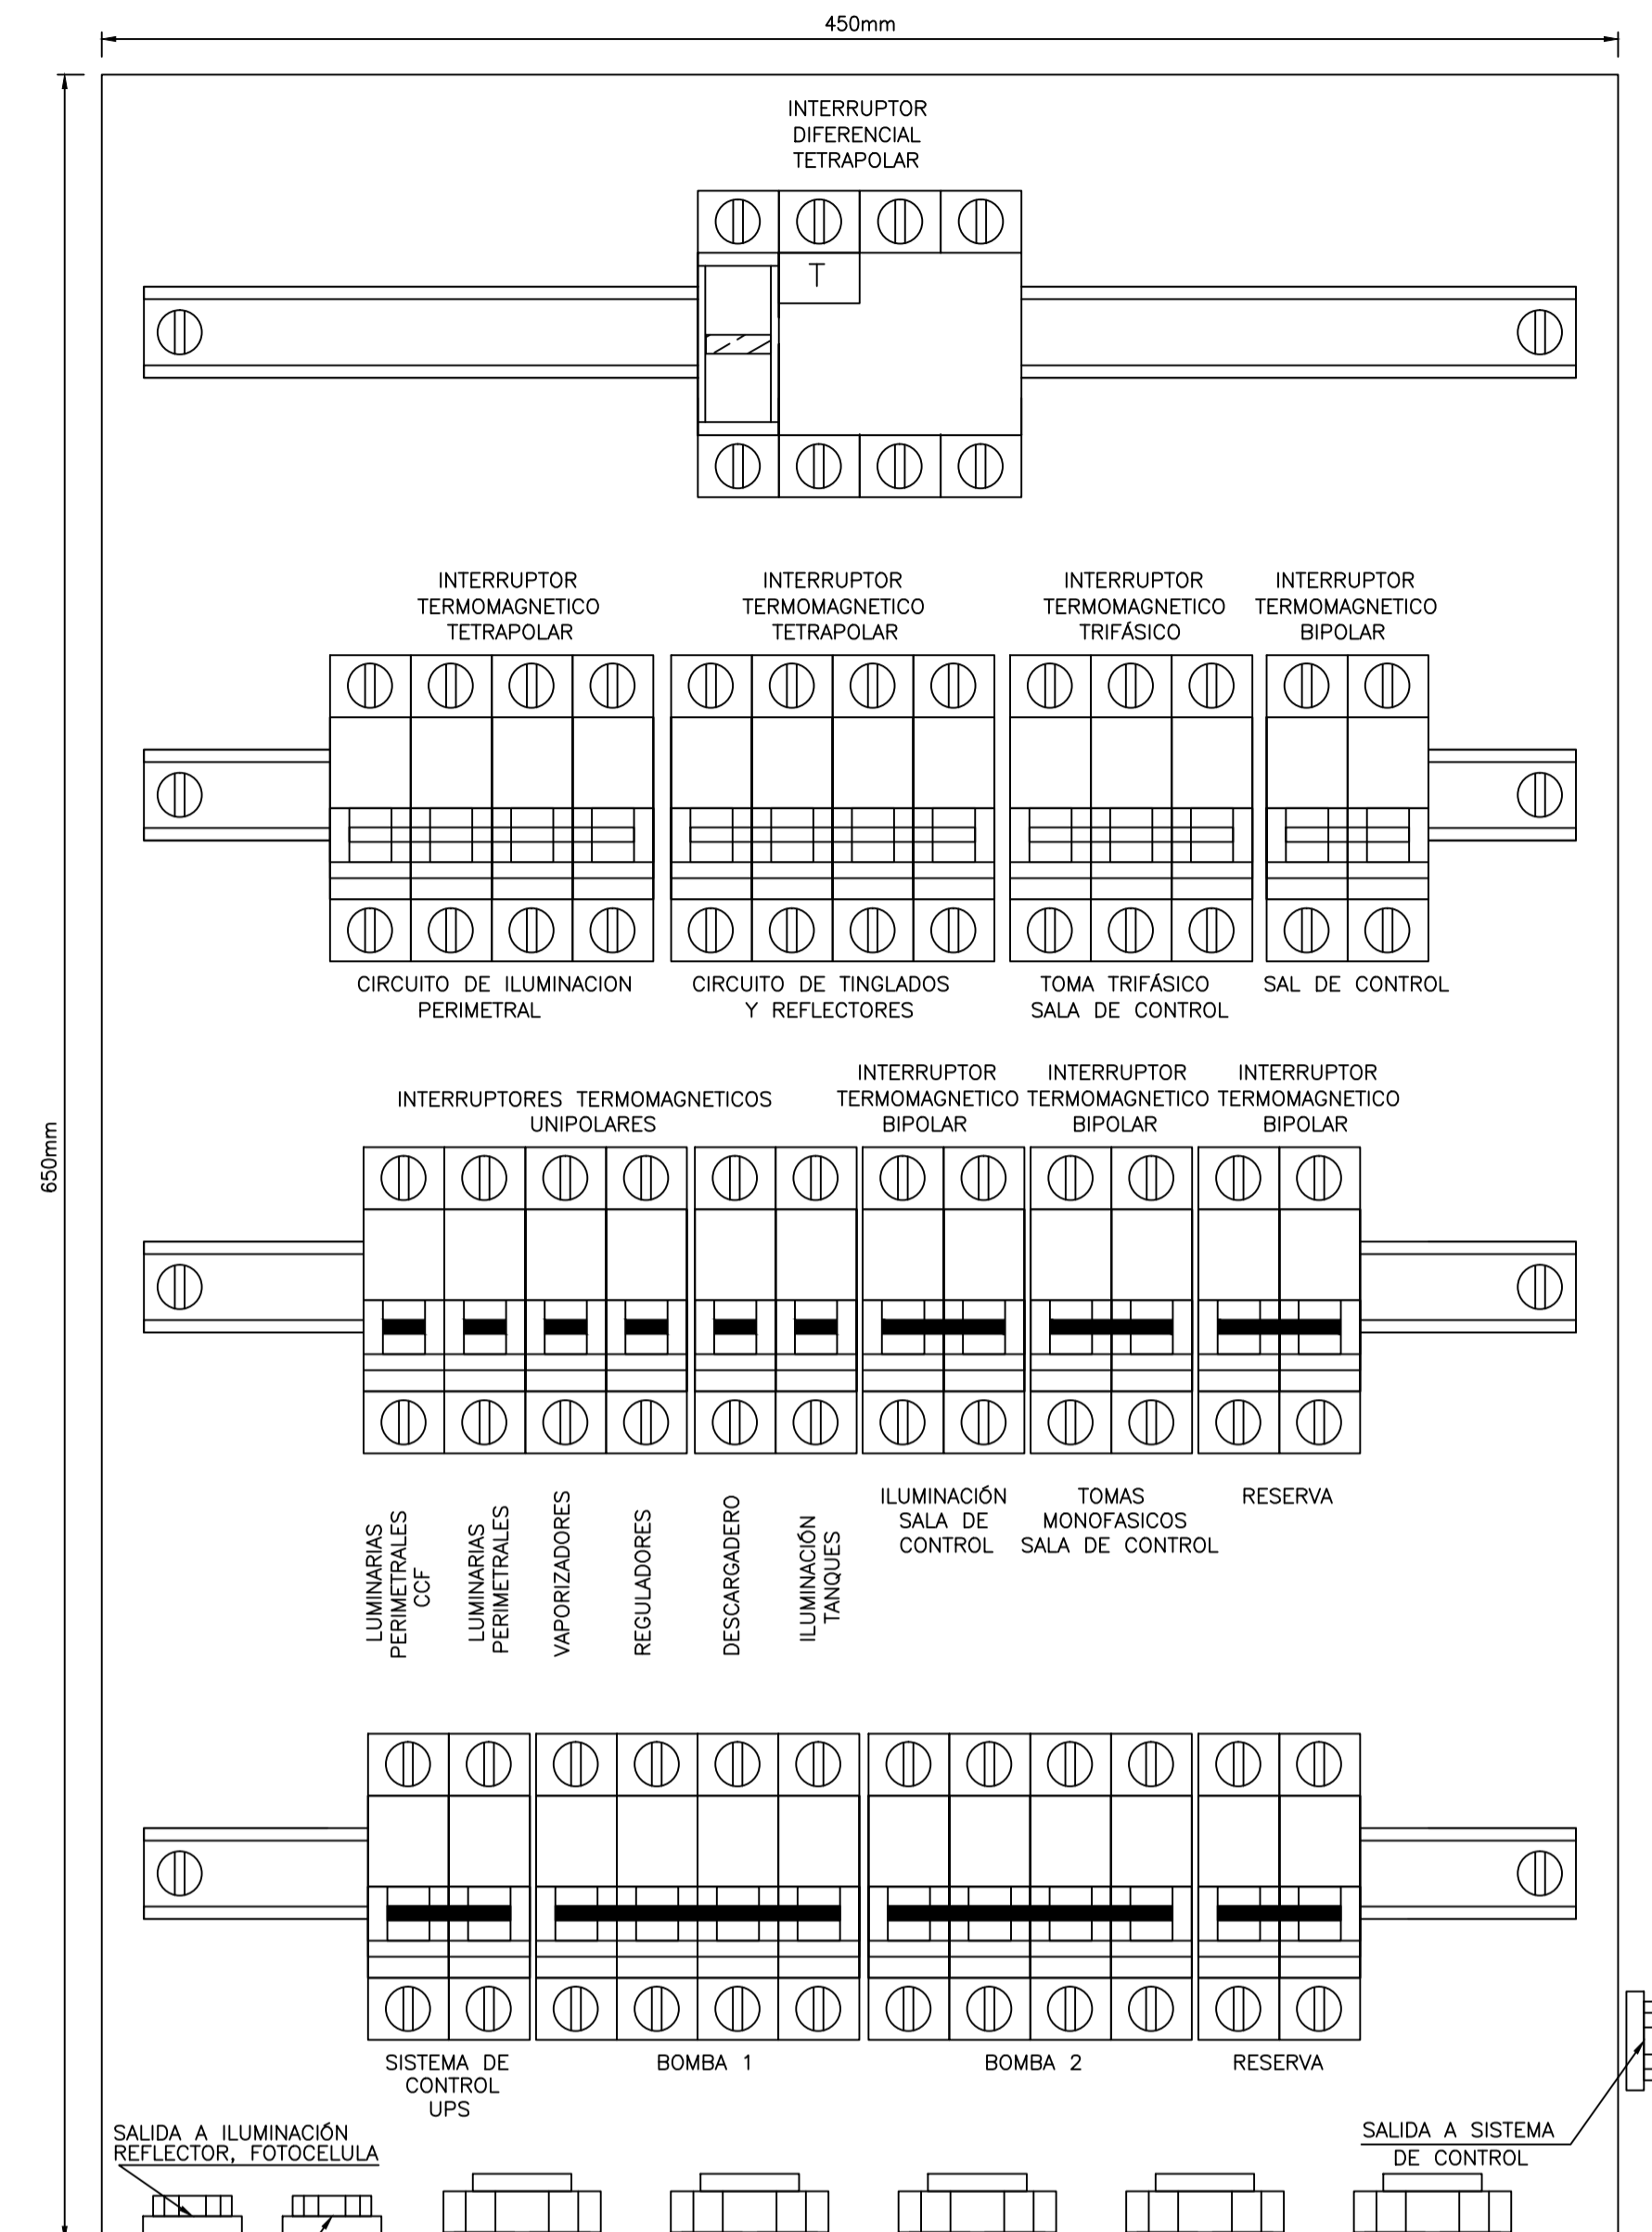 450mm
INTERRUPTOR
DIFERENCIAL
TETRAPOLAR
T
INTERRUPTOR
TERMOMAGNETICO
TETRAPOLAR
INTERRUPTOR
TERMOMAGNETICO
TETRAPOLAR
INTERRUPTOR
TERMOMAGNETICO
TRIFÁSICO
INTERRUPTOR
TERMOMAGNETICO
BIPOLAR
CIRCUITO DE ILUMINACION
PERIMETRAL
CIRCUITO DE TINGLADOS
Y REFLECTORES
TOMA TRIFÁSICO
SALA DE CONTROL
SAL DE CONTROL
650mm
INTERRUPTORES TERMOMAGNETICOS
UNIPOLARES
INTERRUPTOR
TERMOMAGNETICO
BIPOLAR
INTERRUPTOR
TERMOMAGNETICO
BIPOLAR
INTERRUPTOR
TERMOMAGNETICO
BIPOLAR
LUMINARIAS
PERIMETRALES
CCF
LUMINARIAS
PERIMETRALES
VAPORIZADORES
REGULADORES
DESCARGADERO
ILUMINACIÓN
TANQUES
ILUMINACIÓN
SALA DE
CONTROL
TOMAS
MONOFASICOS
SALA DE CONTROL
RESERVA
SISTEMA DE
CONTROL
UPS
BOMBA 1
BOMBA 2
RESERVA
SALIDA A ILUMINACIÓN
REFLECTOR, FOTOCELULA
SALIDA A SISTEMA
DE CONTROL